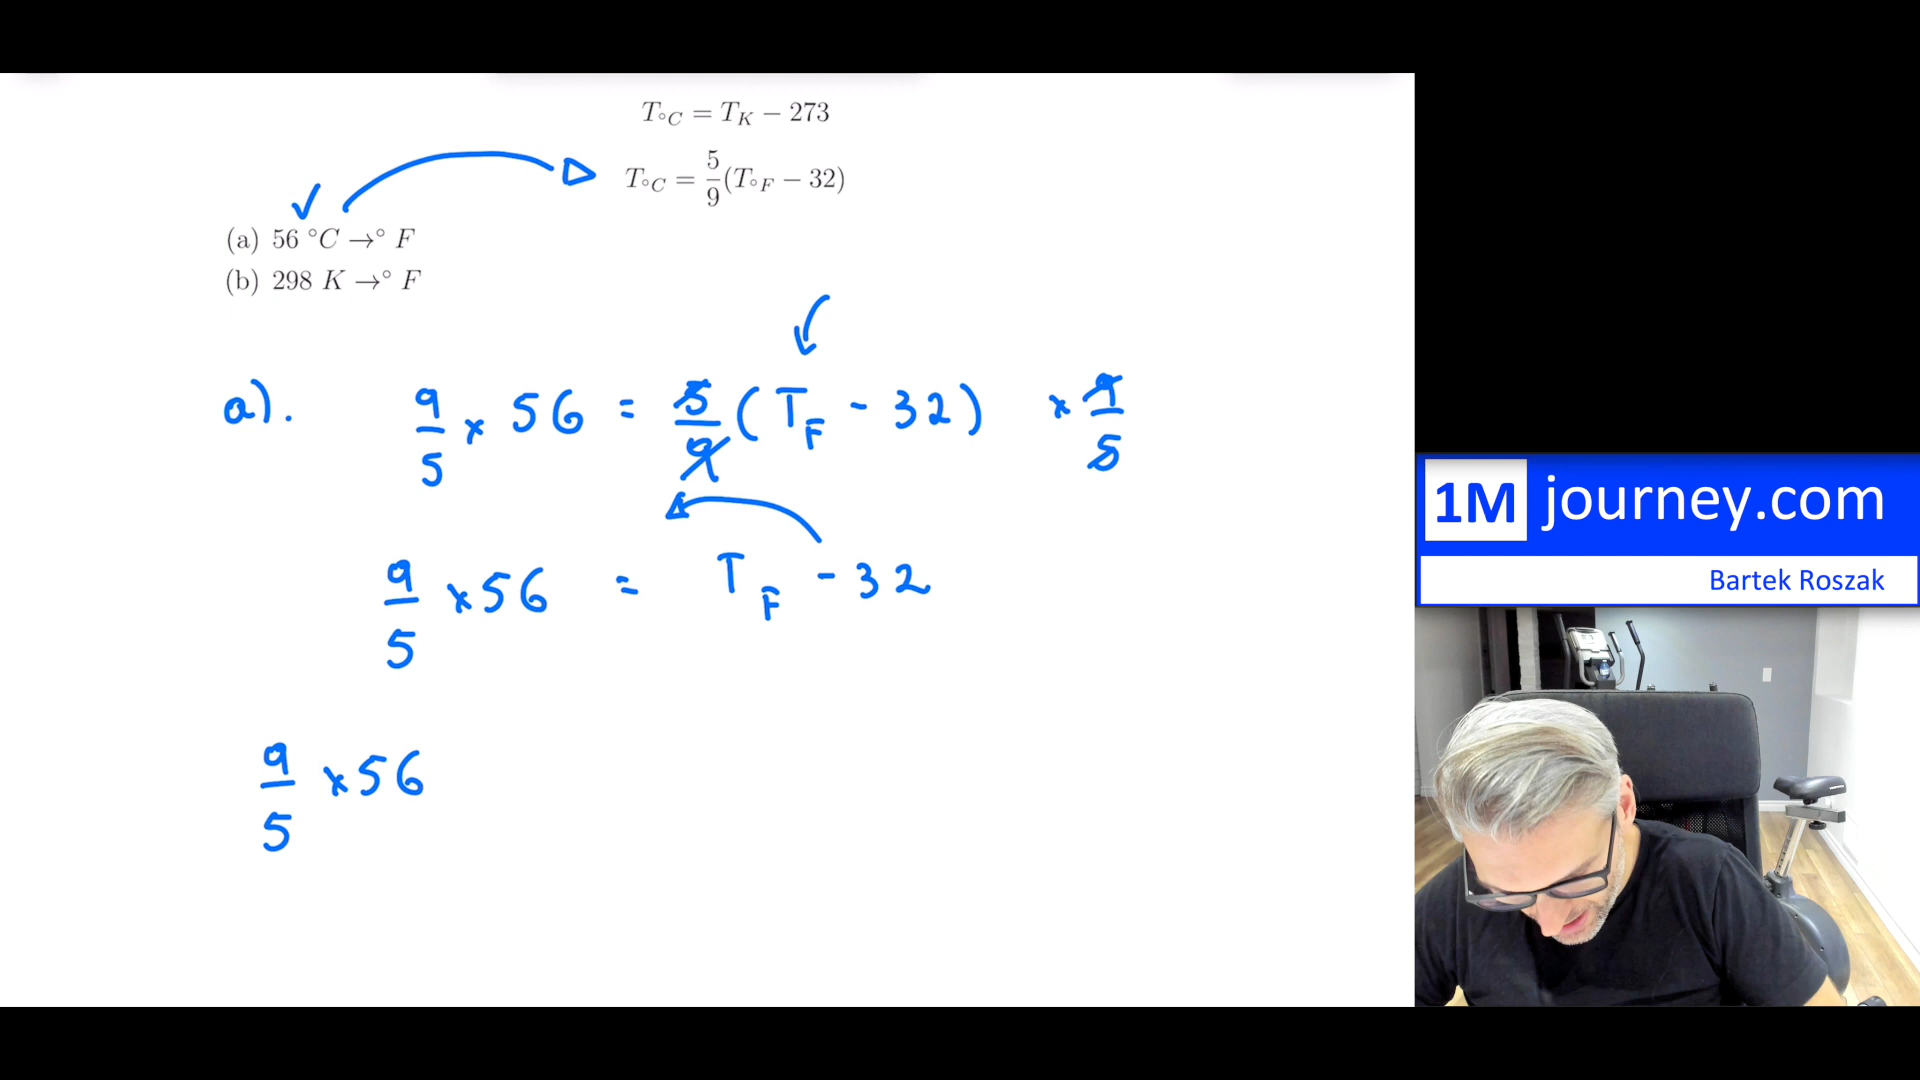 T∘C = TK − 273
T∘C = 5/9 (T∘F − 32)
(a) 56 °C →° F
(b) 298 K →° F
a). 9/5 × 56 = 5/9 (TF - 32) × 9/5
9/5 × 56 = TF - 32
9/5 × 56
1M journey.com
Bartek Roszak